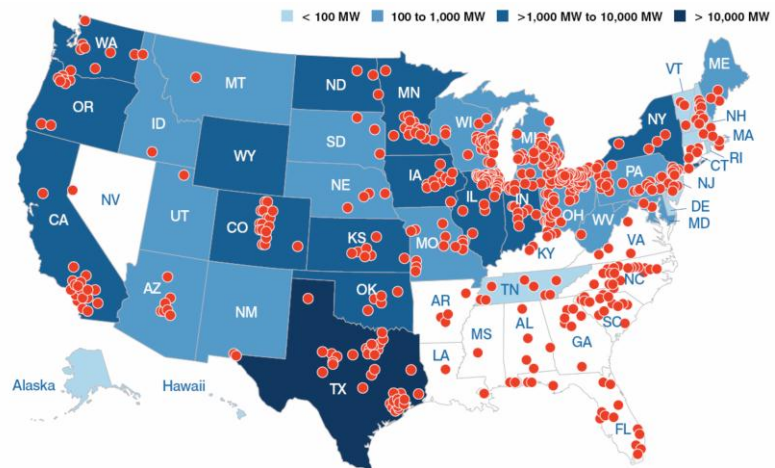 < 100 MW 100 to 1,000 MW >1,000 MW to 10,000 MW > 10,000 MW
WA
MT
ND
MN
VT
ME
OR
ID
SD
WI
MI
NY
NH
MA
WY
RI
CT
NV
NE
IA
PA
NJ
CA
UT
CO
IL
IN
OH
DE
MD
KS
MO
WV
VA
KY
AZ
NM
OK
AR
TN
NC
MS
AL
SC
GA
LA
TX
Alaska
Hawaii
FL